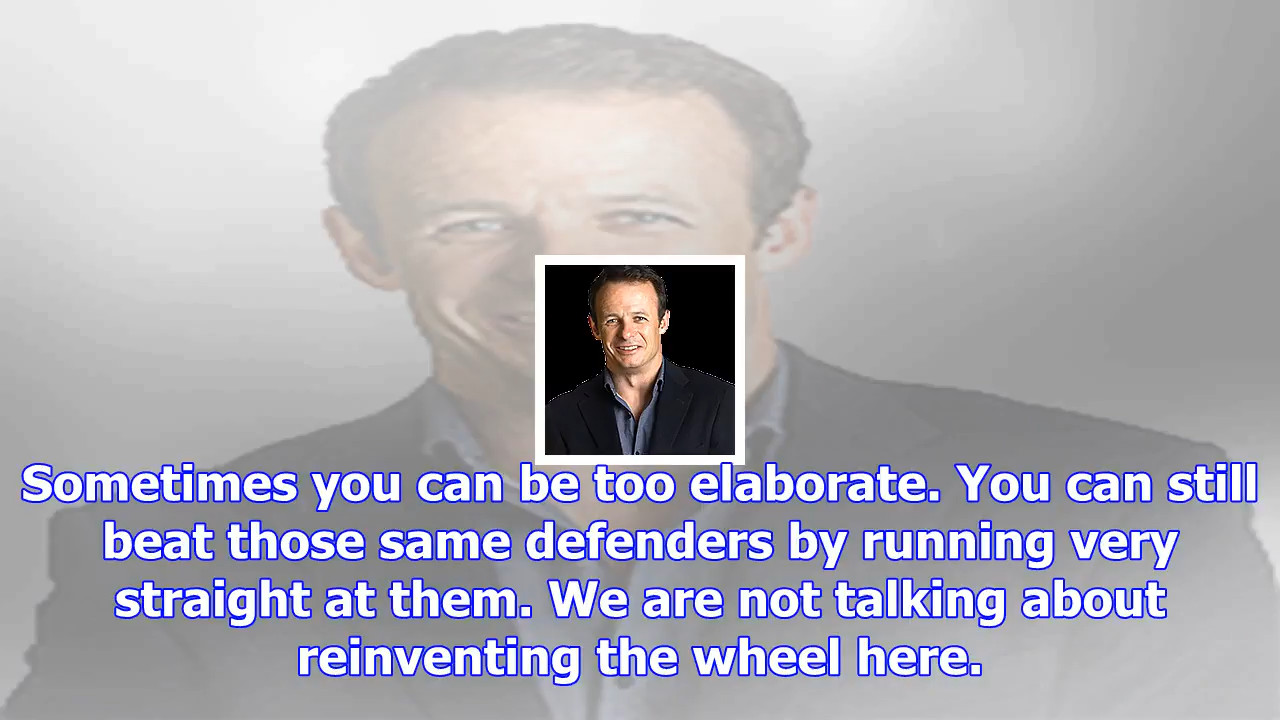 Sometimes you can be too elaborate. You can still
beat those same defenders by running very
straight at them. We are not talking about
reinventing the wheel here.